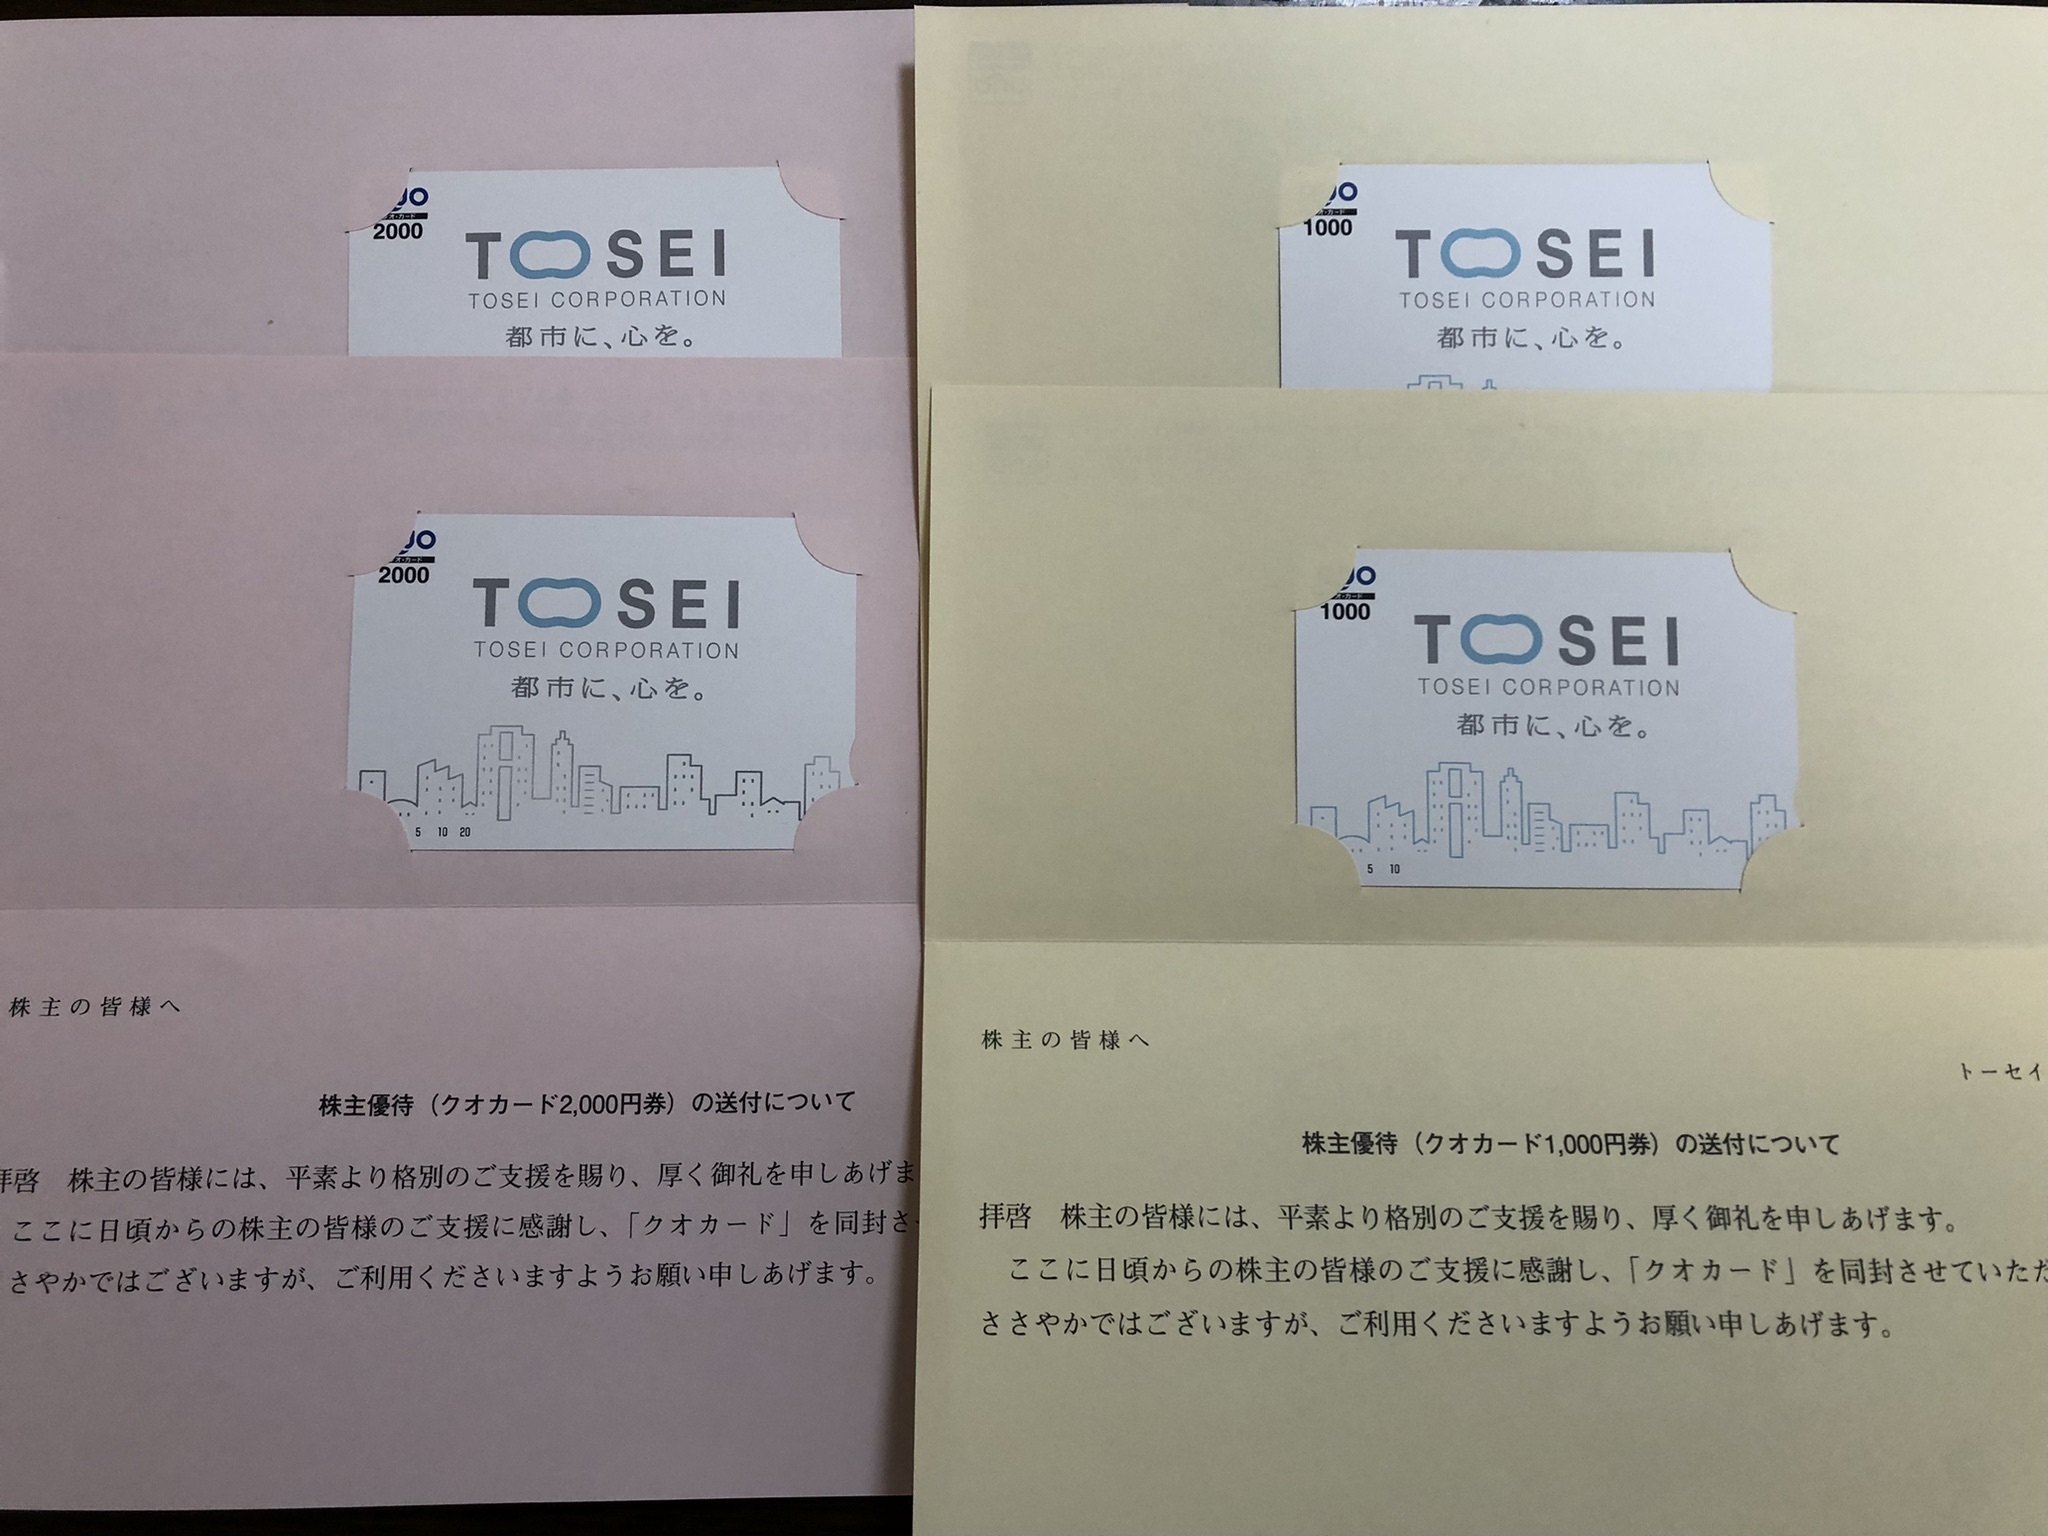 2000
TOSEI
TOSEI CORPORATION
都市に、心を。
2000
TOSEI
TOSEI CORPORATION
都市に、心を。
5 10 20
株主の皆様へ
株主優待（クオカード2,000円券）の送付について
拝啓　株主の皆様には、平素より格別のご支援を賜り、厚く御礼を申しあげま
ここに日頃からの株主の皆様のご支援に感謝し、「クオカード」を同封さ
さやかではございますが、ご利用くださいますようお願い申しあげます。
1000
TOSEI
TOSEI CORPORATION
都市に、心を。
1000
TOSEI
TOSEI CORPORATION
都市に、心を。
5 10
株主の皆様へ
トーセイ
株主優待（クオカード1,000円券）の送付について
拝啓　株主の皆様には、平素より格別のご支援を賜り、厚く御礼を申しあげます。
ここに日頃からの株主の皆様のご支援に感謝し、「クオカード」を同封させていただ
ささやかではございますが、ご利用くださいますようお願い申しあげます。